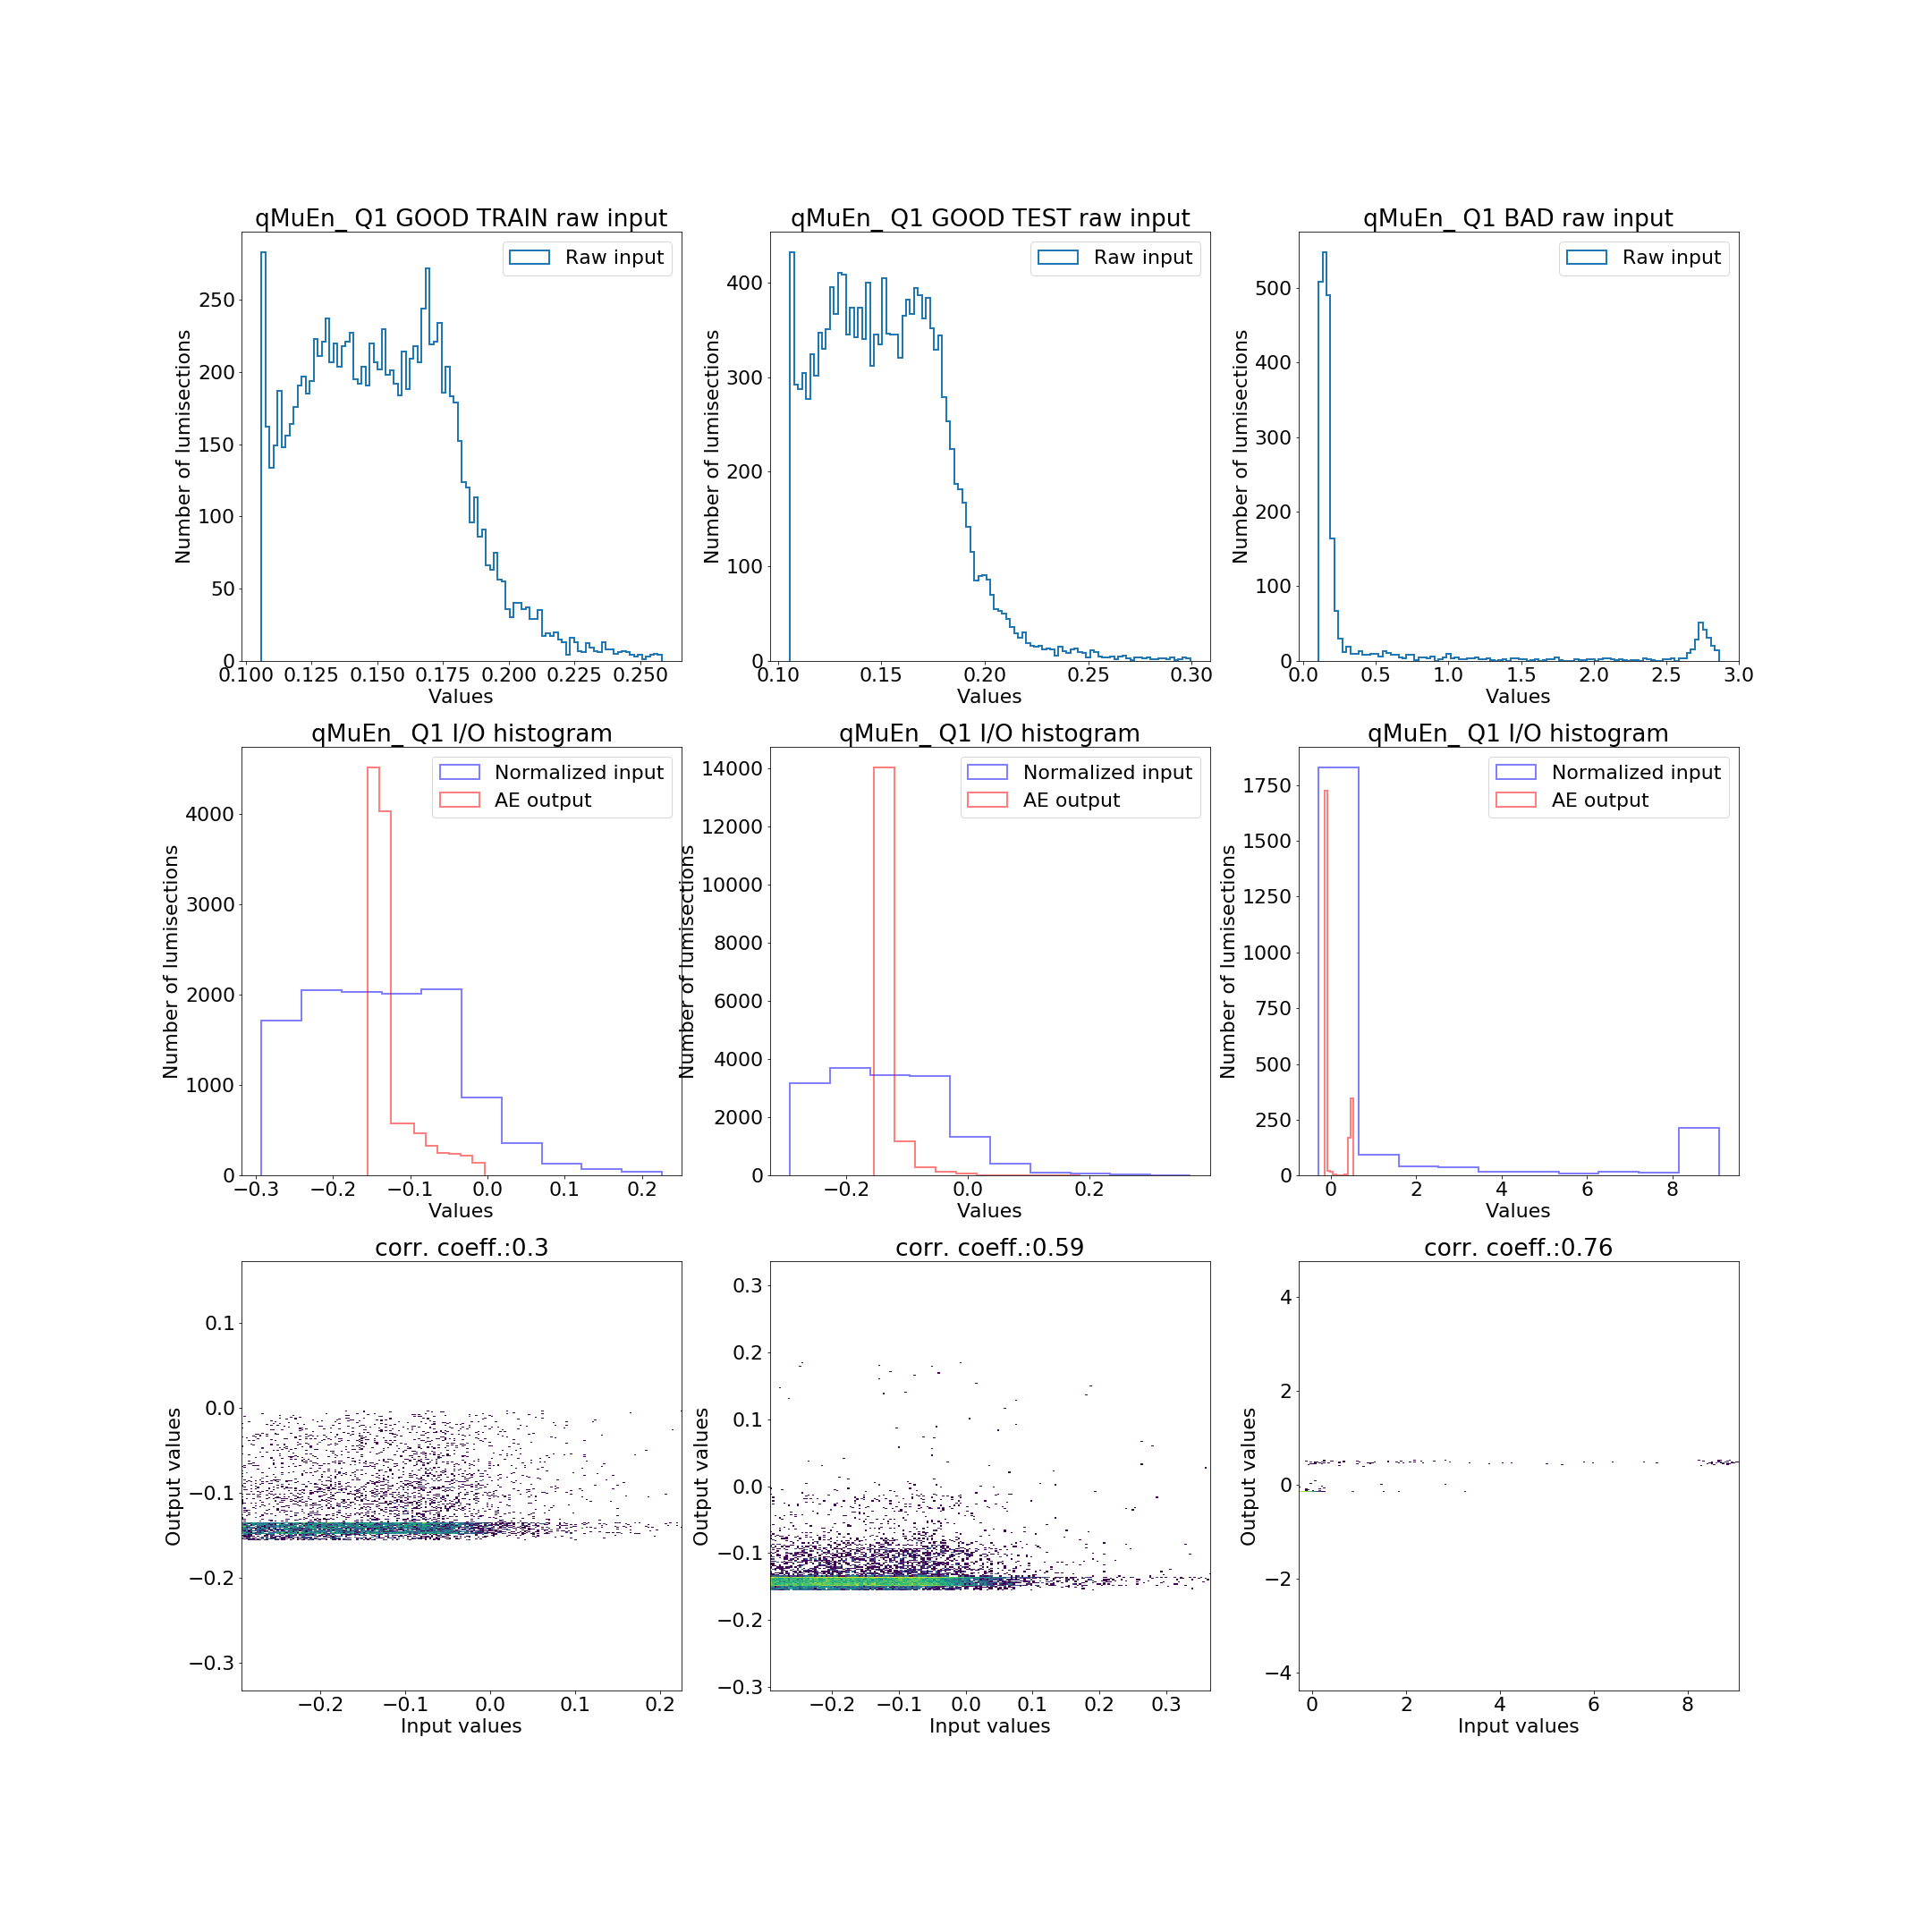 qMuEn_ Q1 GOOD TRAIN raw input
Raw input
Number of lumisections
250
200
150
100
50
0
0.100 0.125 0.150 0.175 0.200 0.225 0.250
Values
qMuEn_ Q1 GOOD TEST raw input
Raw input
Number of lumisections
400
300
200
100
0
0.10 0.15 0.20 0.25 0.30
Values
qMuEn_ Q1 BAD raw input
Raw input
Number of lumisections
500
400
300
200
100
0
0.0 0.5 1.0 1.5 2.0 2.5 3.0
Values
qMuEn_ Q1 I/O histogram
Normalized input
AE output
Number of lumisections
4000
3000
2000
1000
0
−0.3 −0.2 −0.1 0.0 0.1 0.2
Values
qMuEn_ Q1 I/O histogram
Normalized input
AE output
Number of lumisections
14000
12000
10000
8000
6000
4000
2000
0
−0.2 0.0 0.2
Values
qMuEn_ Q1 I/O histogram
Normalized input
AE output
Number of lumisections
1750
1500
1250
1000
750
500
250
0
0 2 4 6 8
Values
corr. coeff.:0.3
Output values
0.1
0.0
−0.1
−0.2
−0.3
−0.2 −0.1 0.0 0.1 0.2
Input values
corr. coeff.:0.59
Output values
0.3
0.2
0.1
0.0
−0.1
−0.2
−0.3
−0.2 −0.1 0.0 0.1 0.2 0.3
Input values
corr. coeff.:0.76
Output values
4
2
0
−2
−4
0 2 4 6 8
Input values